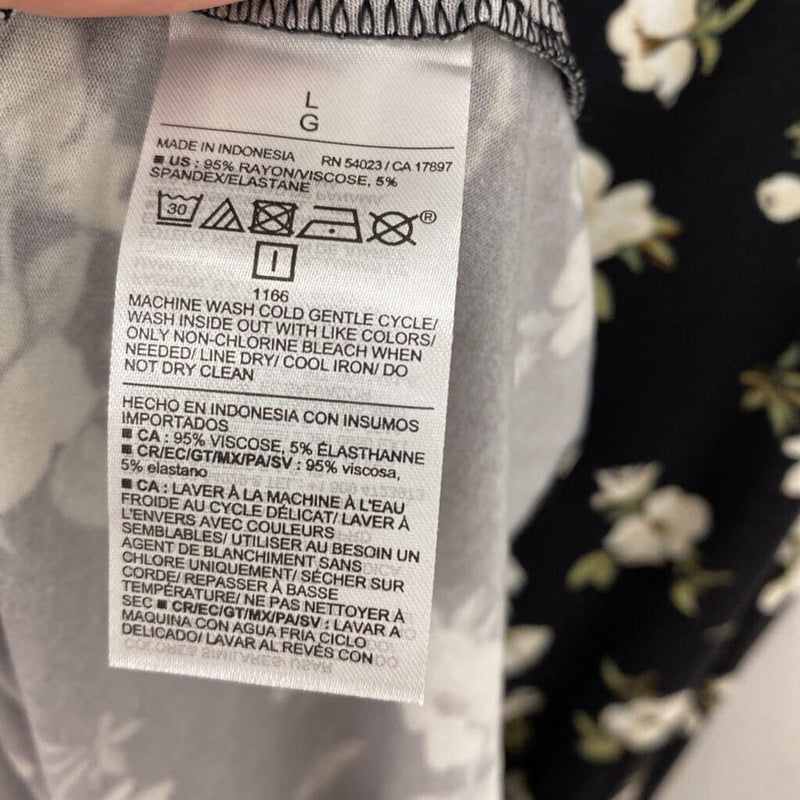 L
G
MADE IN INDONESIA RN 54023 / CA 17897
■ US : 95% RAYON/VISCOSE, 5%
SPANDEX/ELASTANE
30 ®
1166
MACHINE WASH COLD GENTLE CYCLE/
WASH INSIDE OUT WITH LIKE COLORS/
ONLY NON-CHLORINE BLEACH WHEN
NEEDED/ LINE DRY/ COOL IRON/ DO
NOT DRY CLEAN
HECHO EN INDONESIA CON INSUMOS
IMPORTADOS
■ CA : 95% VISCOSE, 5% ÉLASTHANNE
■ CR/EC/GT/MX/PA/SV : 95% viscosa,
5% elastano
■ CA : LAVER À LA MACHINE À L'EAU
FROIDE AU CYCLE DÉLICAT/ LAVER À
L'ENVERS AVEC COULEURS
SEMBLABLES/ UTILISER AU BESOIN UN
AGENT DE BLANCHIMENT SANS
CHLORE UNIQUEMENT/ SÉCHER SUR
CORDE/ REPASSER À BASSE
TEMPÉRATURE/ NE PAS NETTOYER À
SEC ■ CR/EC/GT/MX/PA/SV : LAVAR A
MAQUINA CON AGUA FRIA CICLO
DELICADO/ LAVAR AL REVÉS CON